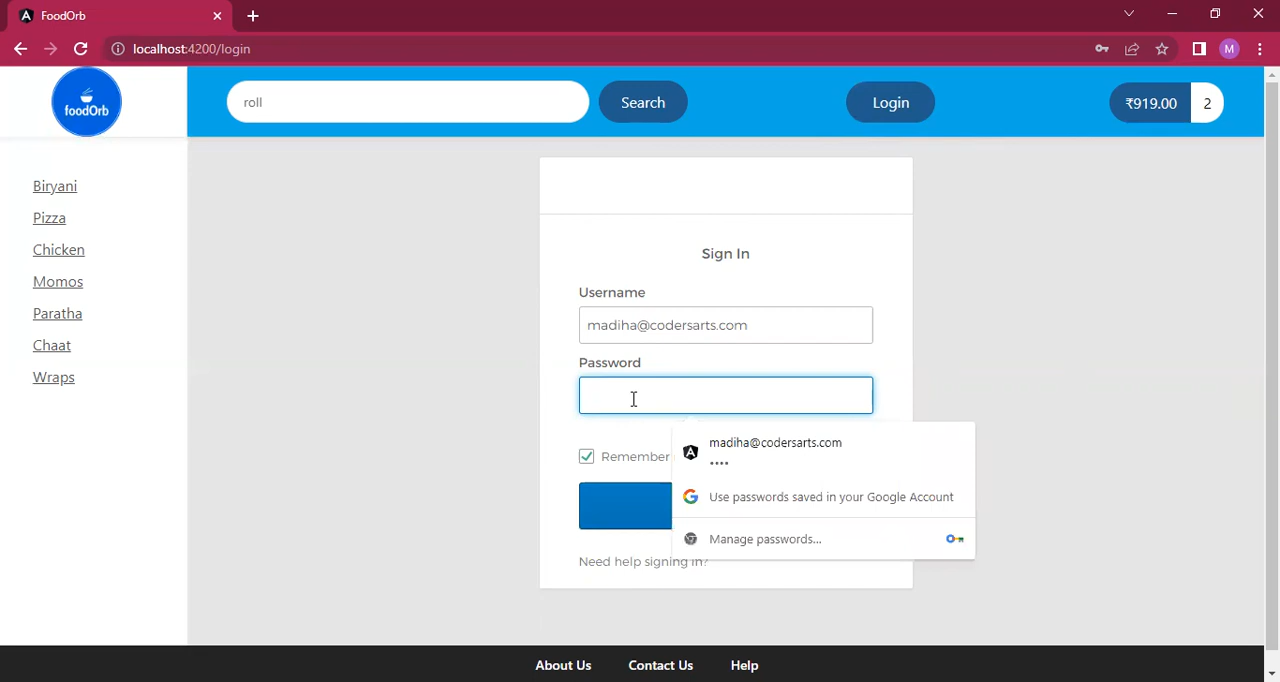 FoodOrb
localhost:4200/login
foodOrb
roll
Search
Login
₹919.00 2
Biryani
Pizza
Chicken
Momos
Paratha
Chaat
Wraps
Sign In
Username
madiha@codersarts.com
Password
madiha@codersarts.com
••••
Remember
Use passwords saved in your Google Account
Manage passwords...
Need help signing in?
About Us Contact Us Help
M